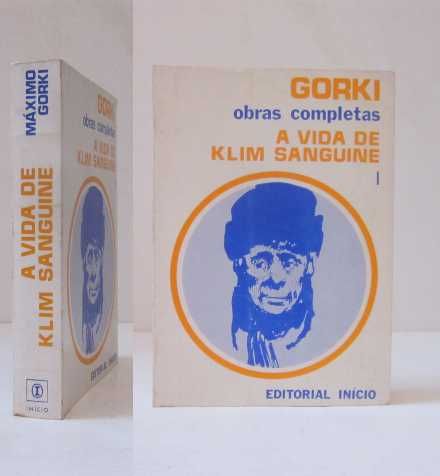 MÁXIMO
GORKI
A VIDA DE
KLIM SANGUINE
INÍCIO
GORKI
obras completas
A VIDA DE
KLIM SANGUINE
I
GORKI
obras completas
A VIDA DE
KLIM SANGUINE
I
EDITORIAL INÍCIO